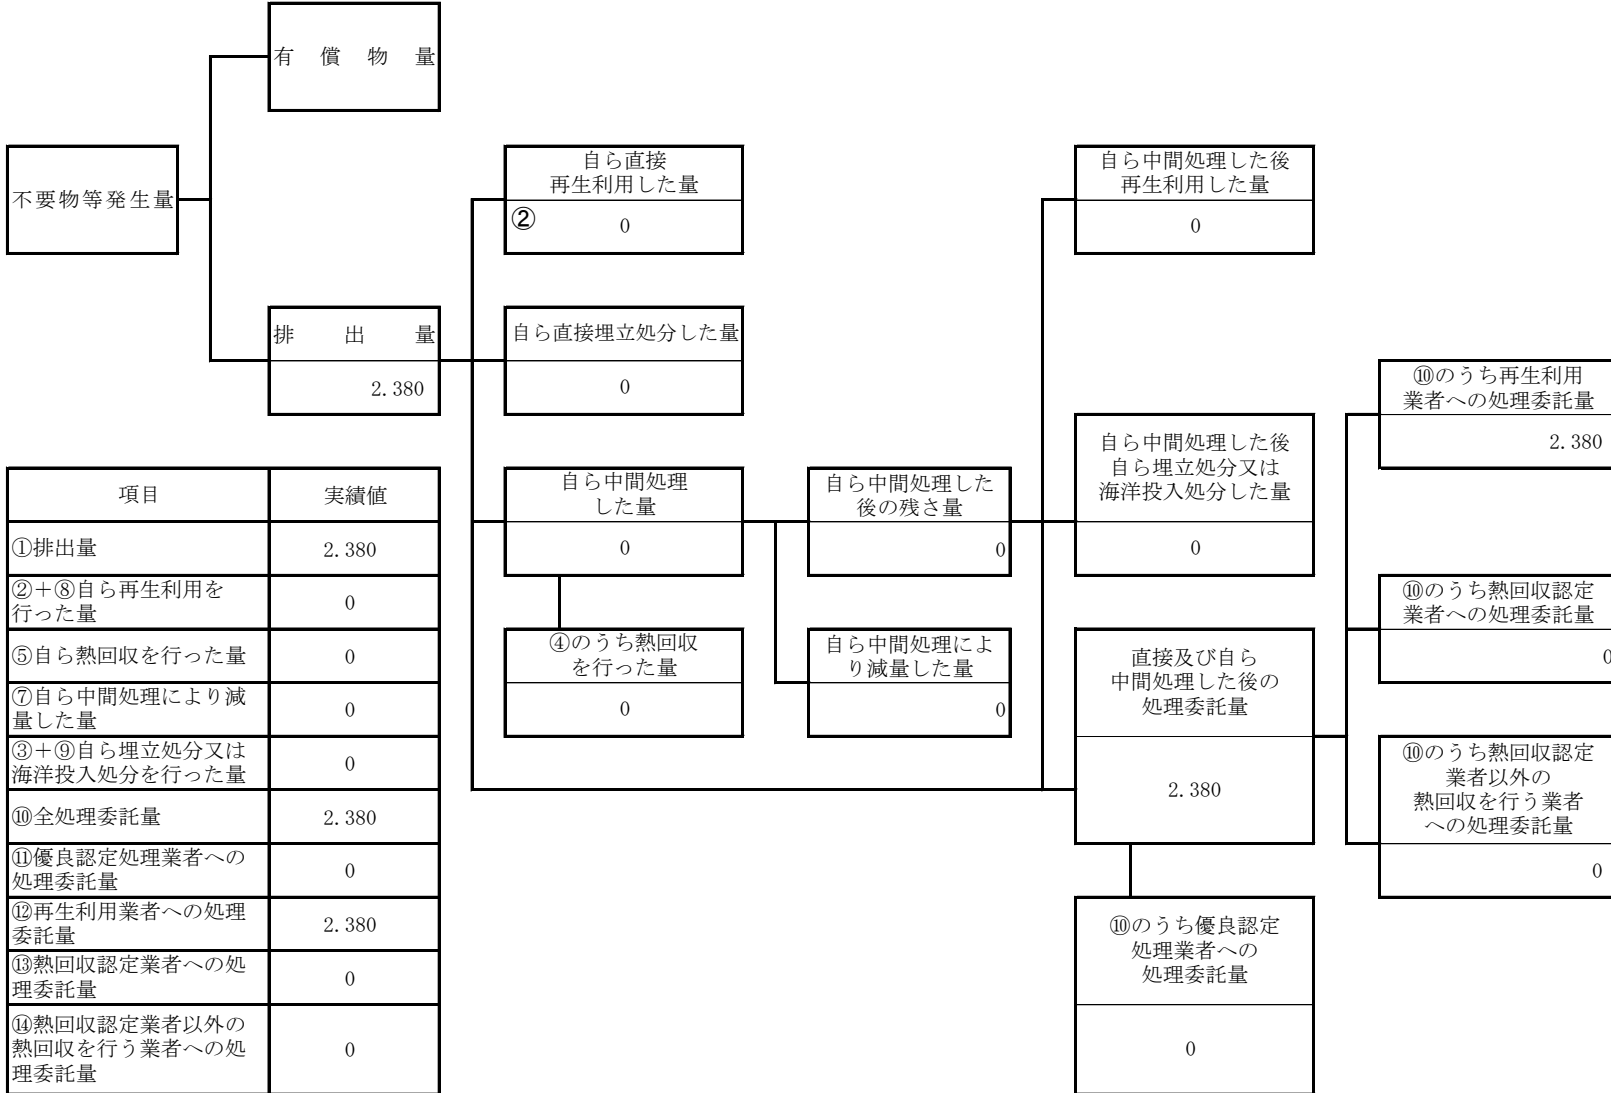 有償物量
不要物等発生量
自ら直接
再生利用した量
②
0
自ら中間処理した後
再生利用した量
0
排出量
2.380
自ら直接埋立処分した量
0
⑩のうち再生利用
業者への処理委託量
2.380
自ら中間処理した後
自ら埋立処分又は
海洋投入処分した量
0
自ら中間処理
した量
0
自ら中間処理した
後の残さ量
0
④のうち熱回収
を行った量
0
自ら中間処理によ
り減量した量
0
⑩のうち熱回収認定
業者への処理委託量
0
直接及び自ら
中間処理した後の
処理委託量
2.380
⑩のうち熱回収認定
業者以外の
熱回収を行う業者
への処理委託量
0
⑩のうち優良認定
処理業者への
処理委託量
0
項目 実績値
①排出量 2.380
②＋⑧自ら再生利用を
行った量 0
⑤自ら熱回収を行った量 0
⑦自ら中間処理により減
量した量 0
③＋⑨自ら埋立処分又は
海洋投入処分を行った量 0
⑩全処理委託量 2.380
⑪優良認定処理業者への
処理委託量 0
⑫再生利用業者への処理
委託量 2.380
⑬熱回収認定業者への処
理委託量 0
⑭熱回収認定業者以外の
熱回収を行う業者への処
理委託量 0